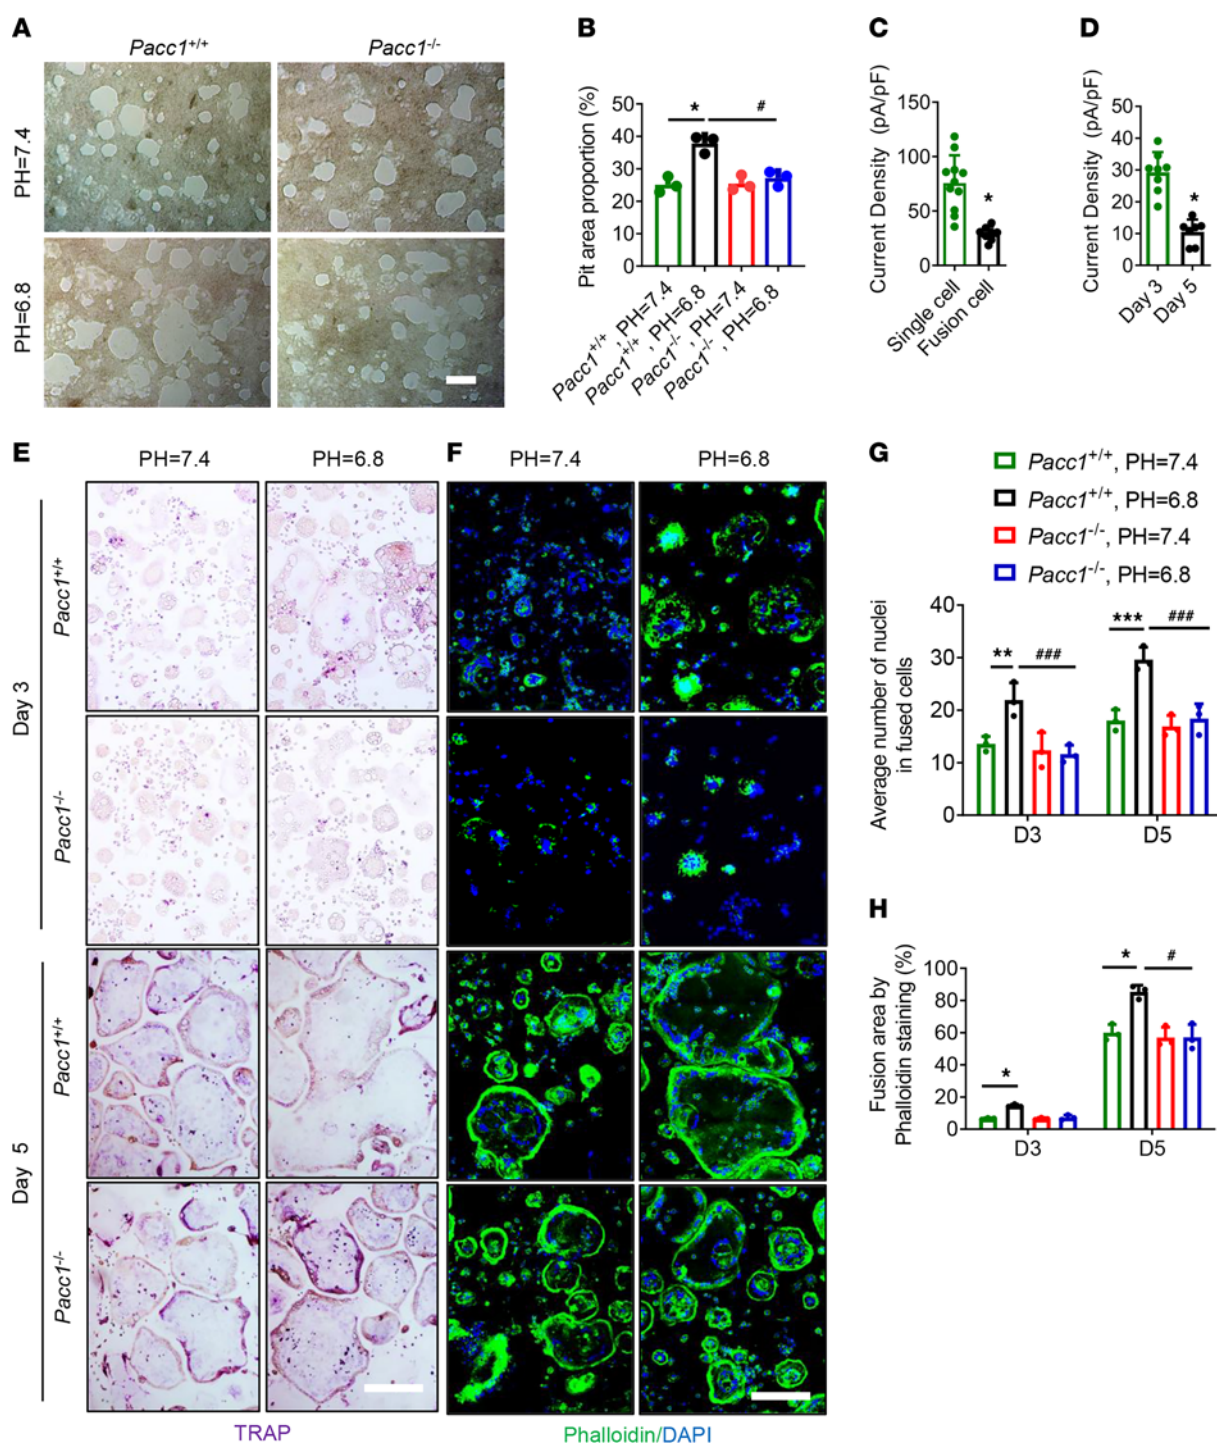 A
Pacc1+/+
Pacc1-/-
PH=7.4
PH=6.8
B
Pit area proportion (%)
50
40
30
20
10
0
*
#
Pacc1+/+, PH=7.4
Pacc1+/+, PH=6.8
Pacc1-/-, PH=7.4
Pacc1-/-, PH=6.8
C
Current Density (pA/pF)
150
100
50
0
*
Single cell
Fusion cell
D
Current Density (pA/pF)
50
40
30
20
10
0
*
Day 3
Day 5
E
PH=7.4
PH=6.8
Day 3
Pacc1+/+
Pacc1-/-
Day 5
Pacc1+/+
Pacc1-/-
TRAP
F
PH=7.4
PH=6.8
Phalloidin/DAPI
G
Pacc1+/+, PH=7.4
Pacc1+/+, PH=6.8
Pacc1-/-, PH=7.4
Pacc1-/-, PH=6.8
Average number of nuclei
in fused cells
40
30
20
10
0
**
###
***
###
D3
D5
H
Fusion area by
Phalloidin staining (%)
100
80
60
40
20
0
*
*
#
D3
D5